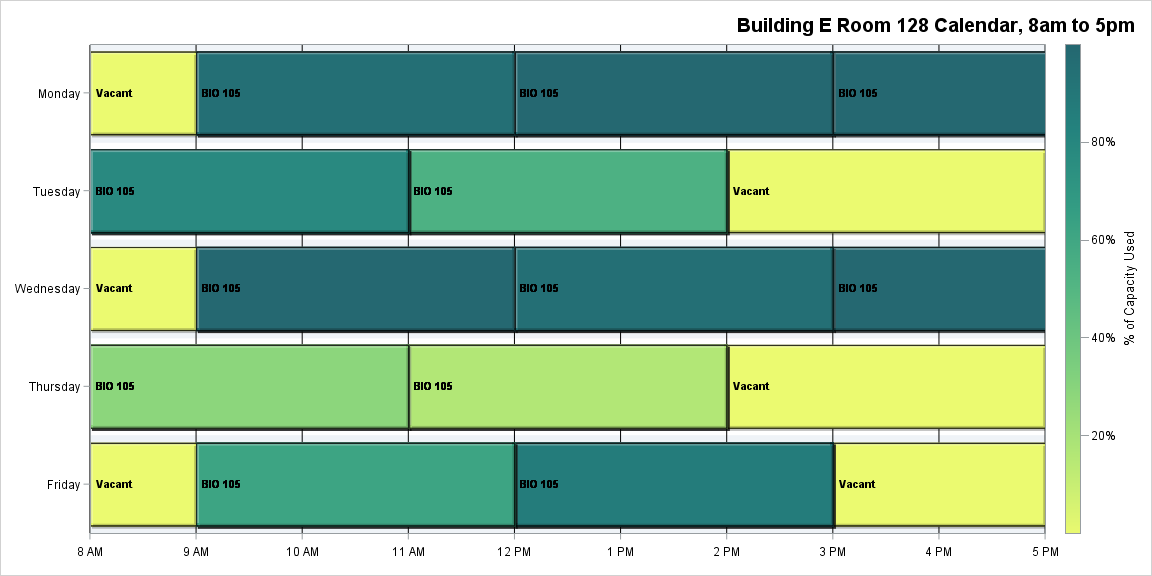 Building E Room 128 Calendar, 8am to 5pm
Monday
Vacant
BIO 105
BIO 105
BIO 105
Tuesday
BIO 105
BIO 105
Vacant
Wednesday
Vacant
BIO 105
BIO 105
BIO 105
Thursday
BIO 105
BIO 105
Vacant
Friday
Vacant
BIO 105
BIO 105
Vacant
8 AM
9 AM
10 AM
11 AM
12 PM
1 PM
2 PM
3 PM
4 PM
5 PM
80%
60%
40%
20%
% of Capacity Used